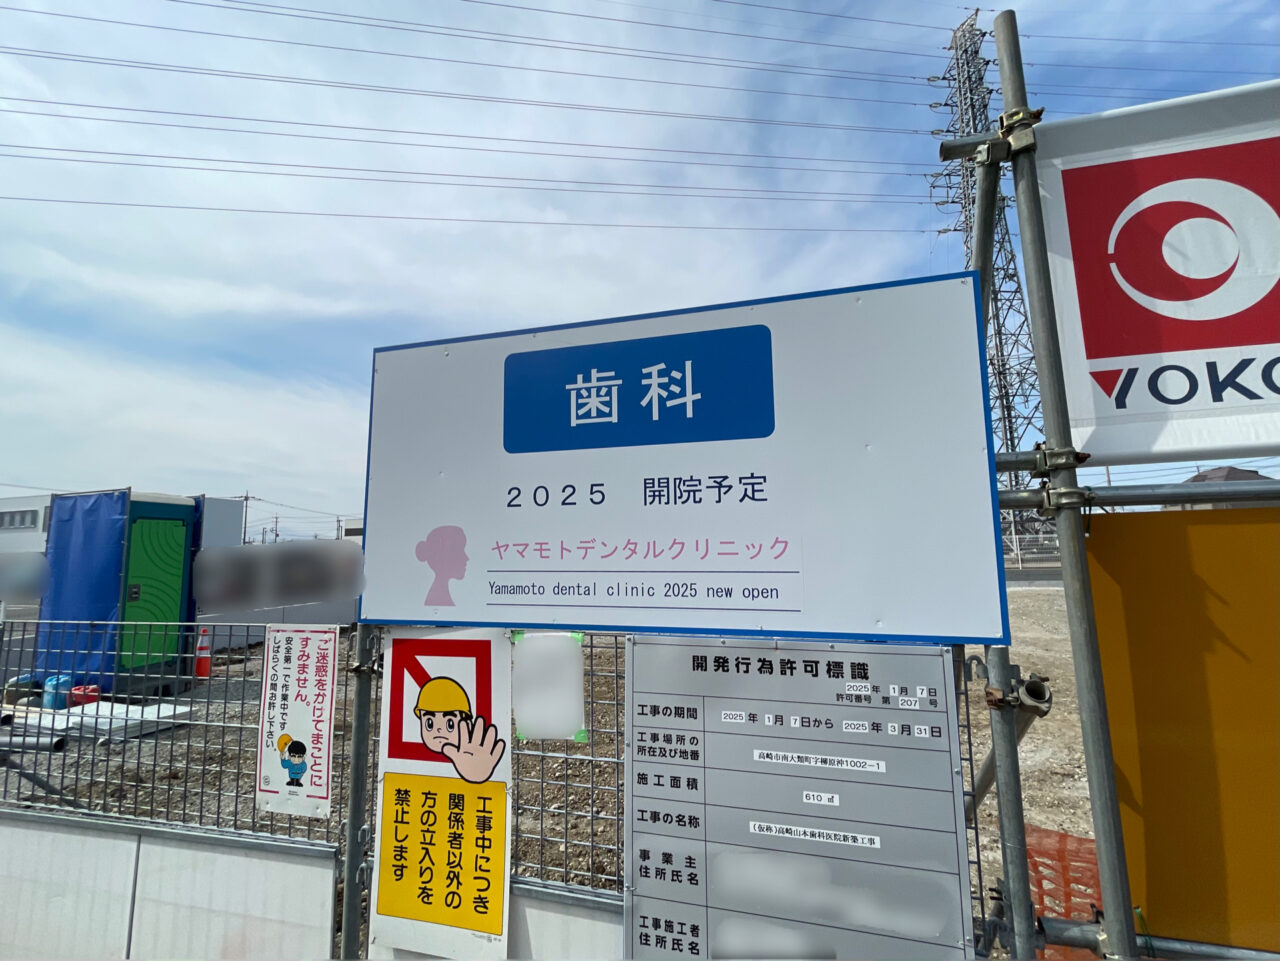 歯科
2025 開院予定
ヤマモトデンタルクリニック
Yamamoto dental clinic 2025 new open
YOKO
ご迷惑をかけてまことに
すみません。
安全第一で作業中です
しばらくの間お許し下さい。
工事中につき
関係者以外の
方の立入りを
禁止します
開発行為許可標識
2025年 1月 7日
許可番号 第 207 号
工事の期間 2025年 1月 7日から 2025年 3月 31日
工事場所の
所在及び地番 高崎市南大類町字柳原沖1002-1
施工面積 610 ㎡
工事の名称 (仮称)高崎山本歯科医院新築工事
事業主
住所氏名
工事施工者
住所氏名